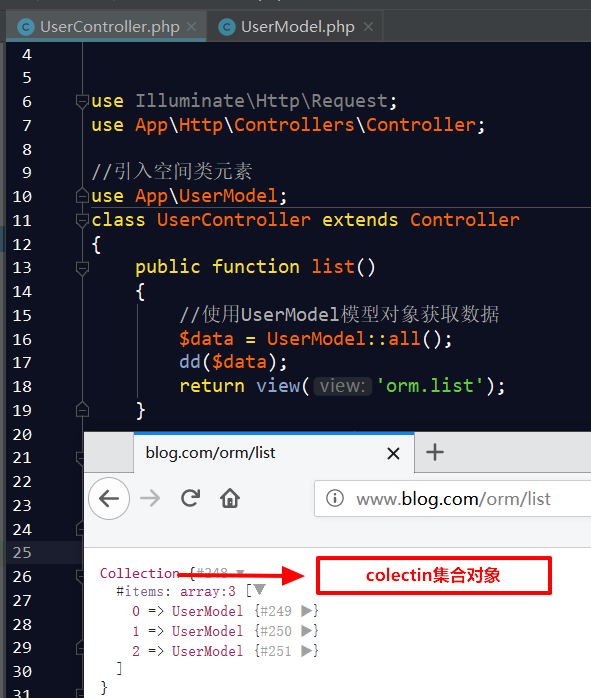 UserController.php × UserModel.php ×
4
5
6 use Illuminate\Http\Request;
7 use App\Http\Controllers\Controller;
8
9 //引入空间类元素
10 use App\UserModel;
11 class UserController extends Controller
12 {
13 public function list()
14 {
15 //使用UserModel模型对象获取数据
16 $data = UserModel::all();
17 dd($data);
18 return view( view: 'orm.list');
19 }
20
21
22
23
24
25
26
27
28
29
30
31
blog.com/orm/list × +
www.blog.com/orm/list
Collection {#248 ▼
#items: array:3 [▼
0 => UserModel {#249 ▶}
1 => UserModel {#250 ▶}
2 => UserModel {#251 ▶}
]
}
colectin集合对象